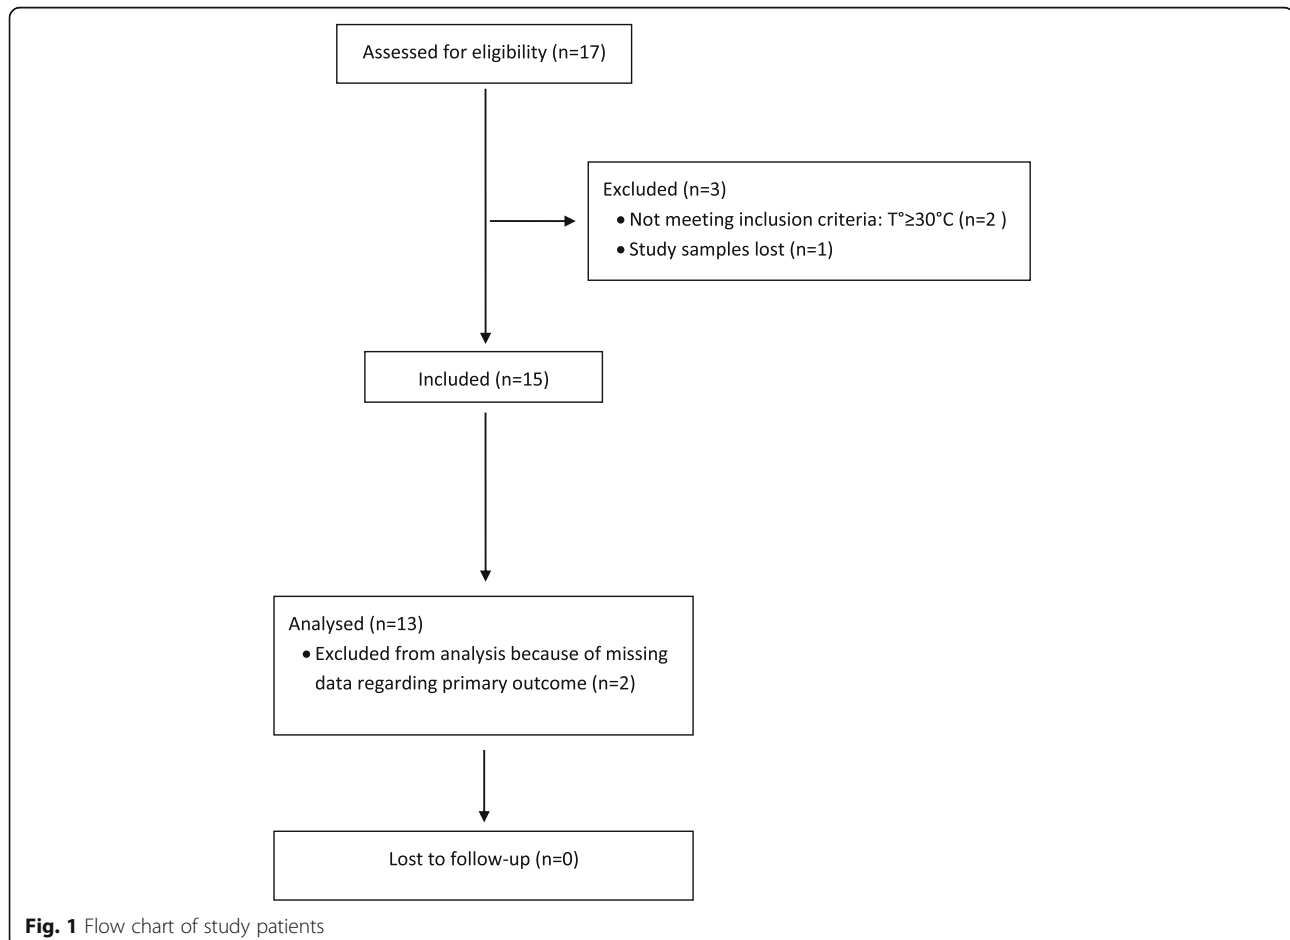 Assessed for eligibility (n=17)
Excluded (n=3)
• Not meeting inclusion criteria: T°≥30°C (n=2 )
• Study samples lost (n=1)
Included (n=15)
Analysed (n=13)
• Excluded from analysis because of missing
data regarding primary outcome (n=2)
Lost to follow-up (n=0)
Fig. 1 Flow chart of study patients